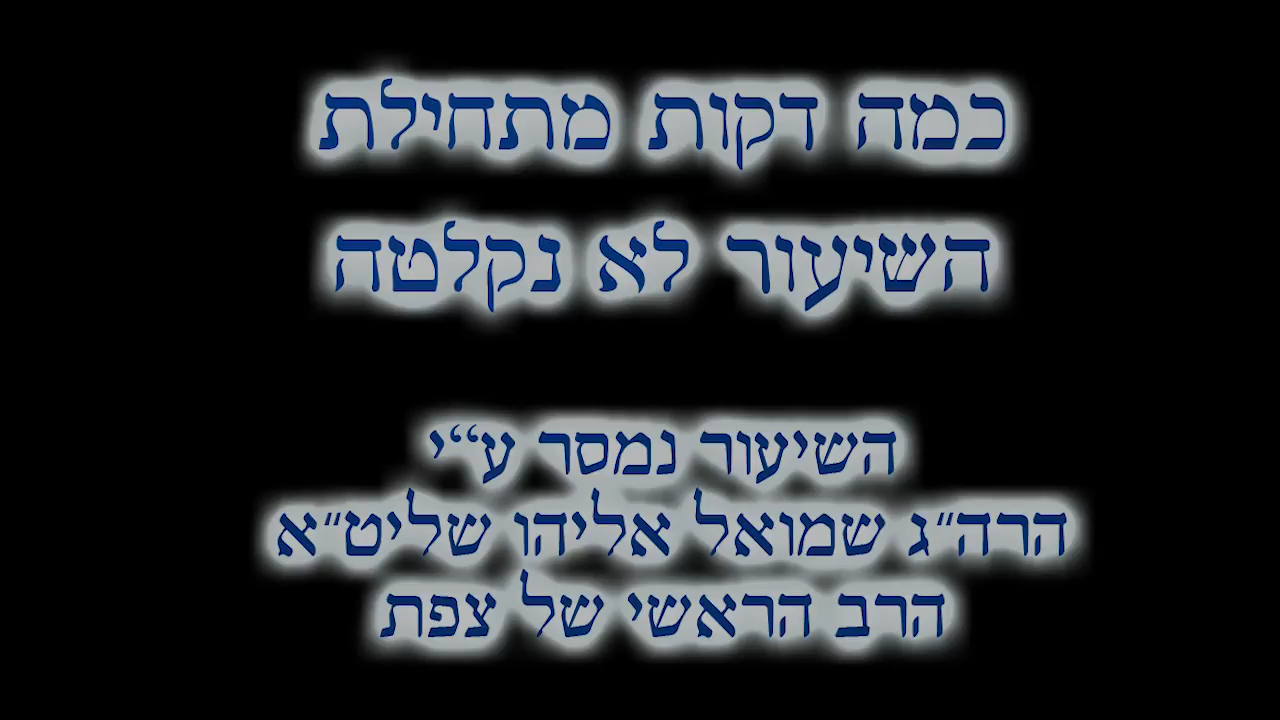 כמה דקות מתחילת
השיעור לא נקלטה
השיעור נמסר ע“י
הרה״ג שמואל אליהו שליט״א
הרב הראשי של צפת